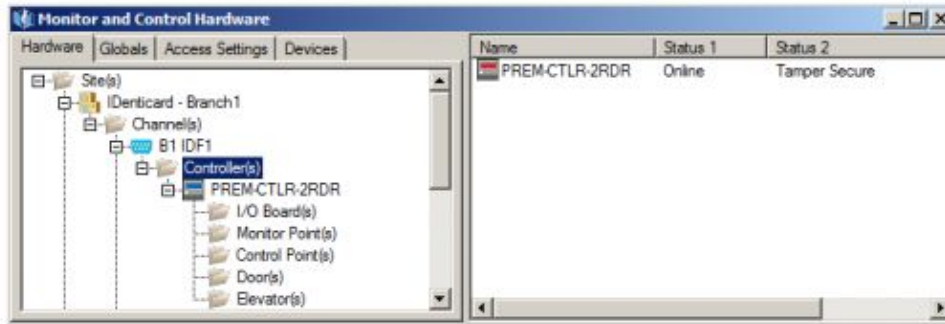 Monitor and Control Hardware
Hardware Globals Access Settings Devices
Site(s)
IDenticard - Branch1
Channel(s)
B1 IDF1
Controller(s)
PREM-CTLR-2RDR
I/O Board(s)
Monitor Point(s)
Control Point(s)
Door(s)
Elevator(s)
Name Status 1 Status 2
PREM-CTLR-2RDR Online Tamper Secure